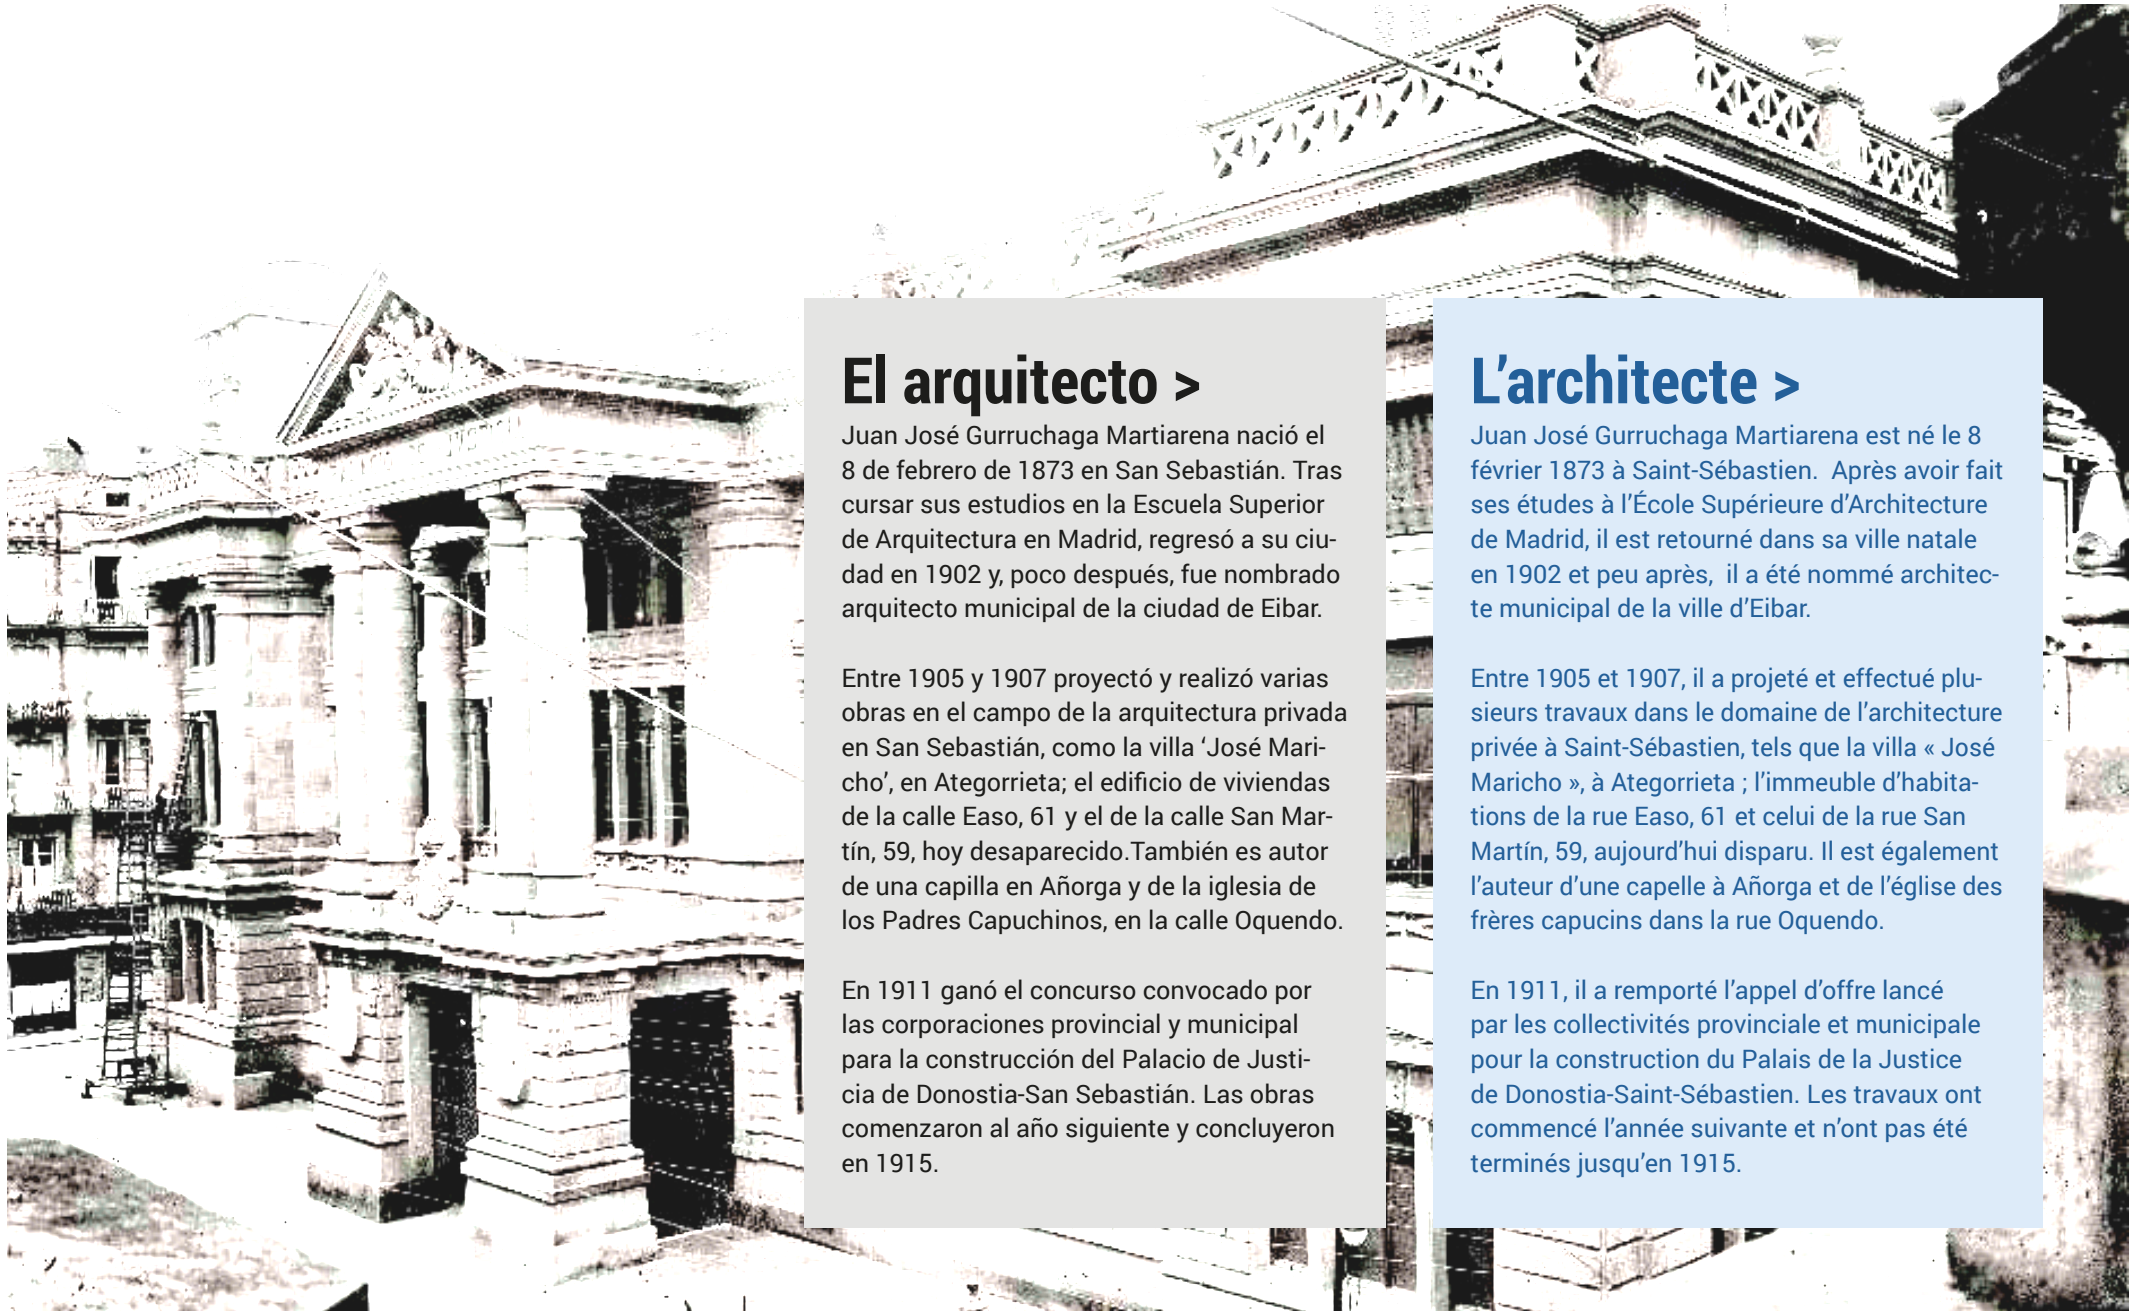 El arquitecto >
Juan José Gurruchaga Martiarena nació el
8 de febrero de 1873 en San Sebastián. Tras
cursar sus estudios en la Escuela Superior
de Arquitectura en Madrid, regresó a su ciu-
dad en 1902 y, poco después, fue nombrado
arquitecto municipal de la ciudad de Eibar.
Entre 1905 y 1907 proyectó y realizó varias
obras en el campo de la arquitectura privada
en San Sebastián, como la villa ‘José Mari-
cho’, en Ategorrieta; el edificio de viviendas
de la calle Easo, 61 y el de la calle San Mar-
tín, 59, hoy desaparecido.También es autor
de una capilla en Añorga y de la iglesia de
los Padres Capuchinos, en la calle Oquendo.
En 1911 ganó el concurso convocado por
las corporaciones provincial y municipal
para la construcción del Palacio de Justi-
cia de Donostia-San Sebastián. Las obras
comenzaron al año siguiente y concluyeron
en 1915.
L’architecte >
Juan José Gurruchaga Martiarena est né le 8
février 1873 à Saint-Sébastien.  Après avoir fait
ses études à l’École Supérieure d’Architecture
de Madrid, il est retourné dans sa ville natale
en 1902 et peu après,  il a été nommé architec-
te municipal de la ville d’Eibar.
Entre 1905 et 1907, il a projeté et effectué plu-
sieurs travaux dans le domaine de l’architecture
privée à Saint-Sébastien, tels que la villa « José
Maricho », à Ategorrieta ; l’immeuble d’habita-
tions de la rue Easo, 61 et celui de la rue San
Martín, 59, aujourd’hui disparu. Il est également
l’auteur d’une capelle à Añorga et de l’église des
frères capucins dans la rue Oquendo.
En 1911, il a remporté l’appel d’offre lancé
par les collectivités provinciale et municipale
pour la construction du Palais de la Justice
de Donostia-Saint-Sébastien. Les travaux ont
commencé l’année suivante et n’ont pas été
terminés jusqu’en 1915.